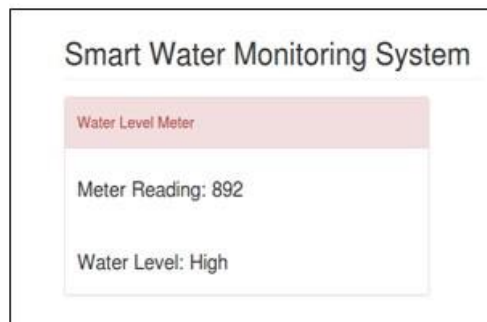 Smart Water Monitoring System
Water Level Meter
Meter Reading: 892
Water Level: High